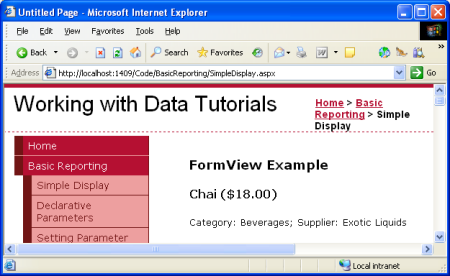 Untitled Page - Microsoft Internet Explorer
File Edit View Favorites Tools Help
Back Search Favorites
Address http://localhost:1409/Code/BasicReporting/SimpleDisplay.aspx Go
Working with Data Tutorials
Home > Basic
Reporting > Simple
Display
Home
Basic Reporting
Simple Display
Declarative
Parameters
Setting Parameter
FormView Example
Chai ($18.00)
Category: Beverages; Supplier: Exotic Liquids
Local intranet